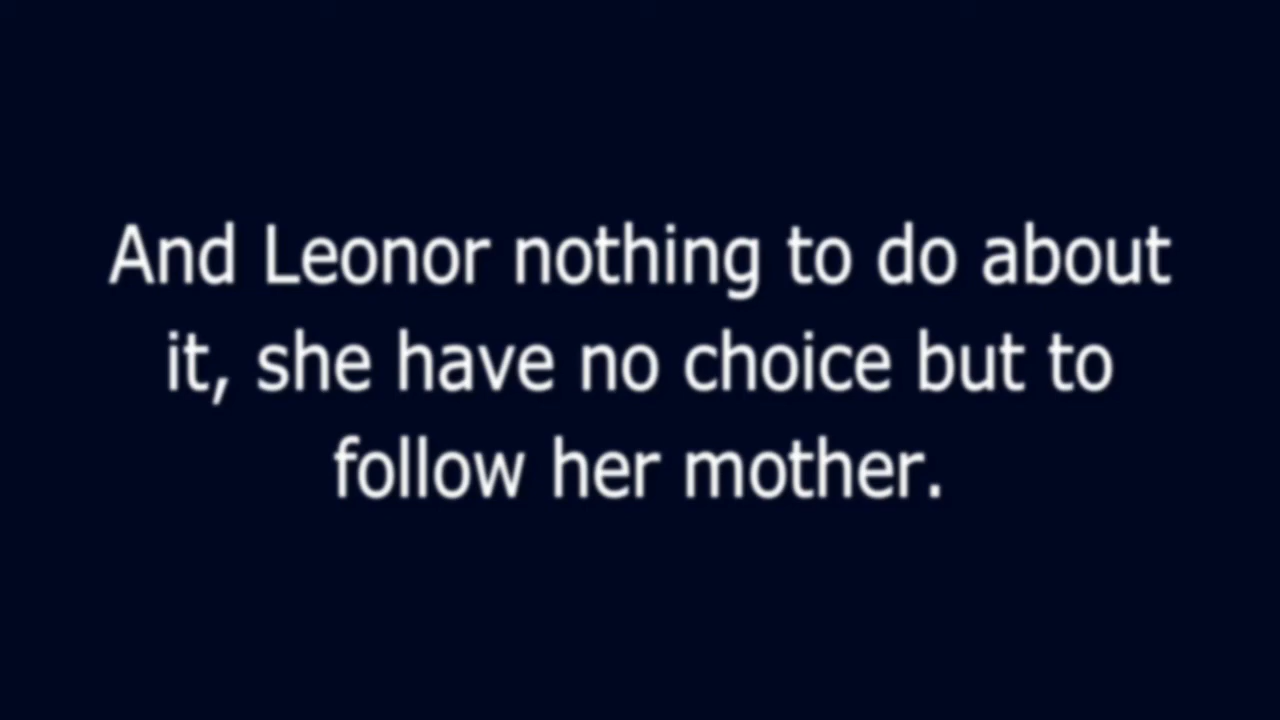 And Leonor nothing to do about
it, she have no choice but to
follow her mother.